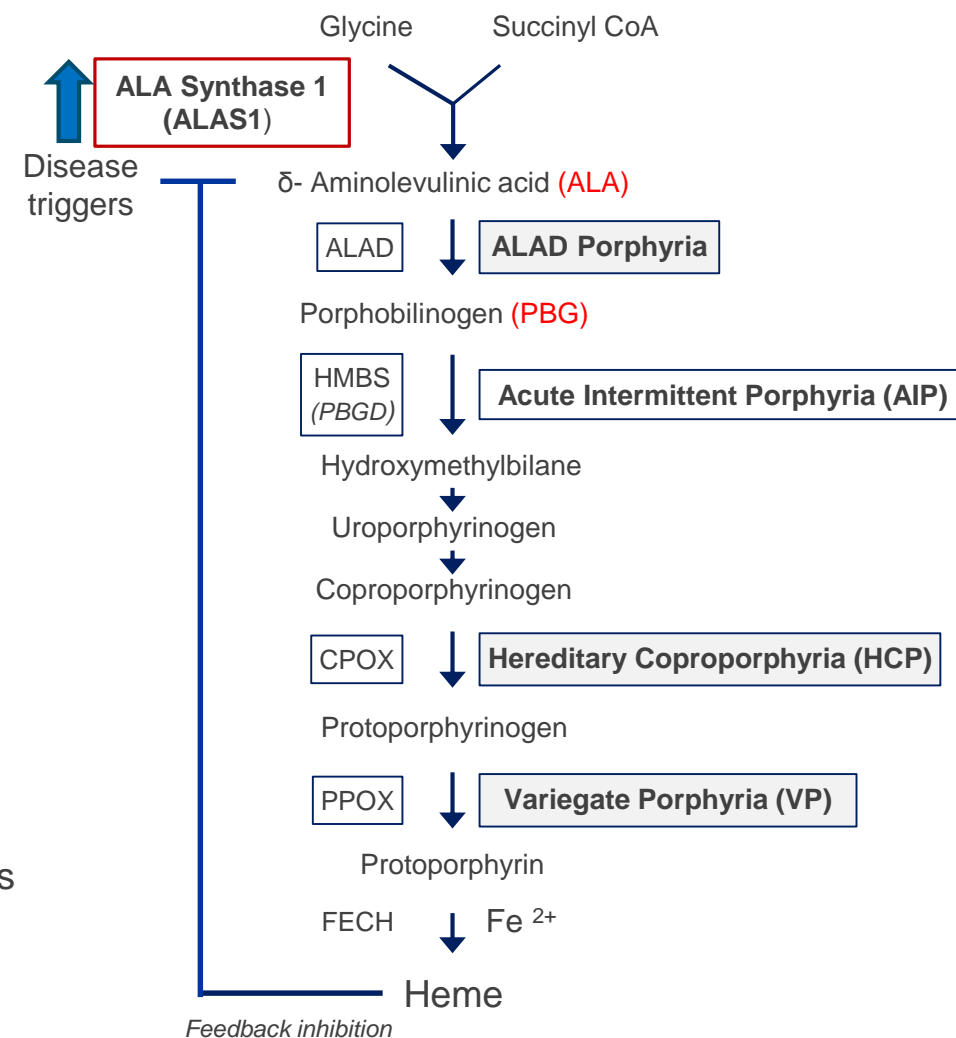 Glycine
Succinyl CoA
ALA Synthase 1
(ALAS1)
Disease
triggers
δ- Aminolevulinic acid (ALA)
ALAD
ALAD Porphyria
Porphobilinogen (PBG)
HMBS
(PBGD)
Acute Intermittent Porphyria (AIP)
Hydroxymethylbilane
Uroporphyrinogen
Coproporphyrinogen
CPOX
Hereditary Coproporphyria (HCP)
Protoporphyrinogen
PPOX
Variegate Porphyria (VP)
s
Protoporphyrin
FECH
Fe 2+
Heme
Feedback inhibition